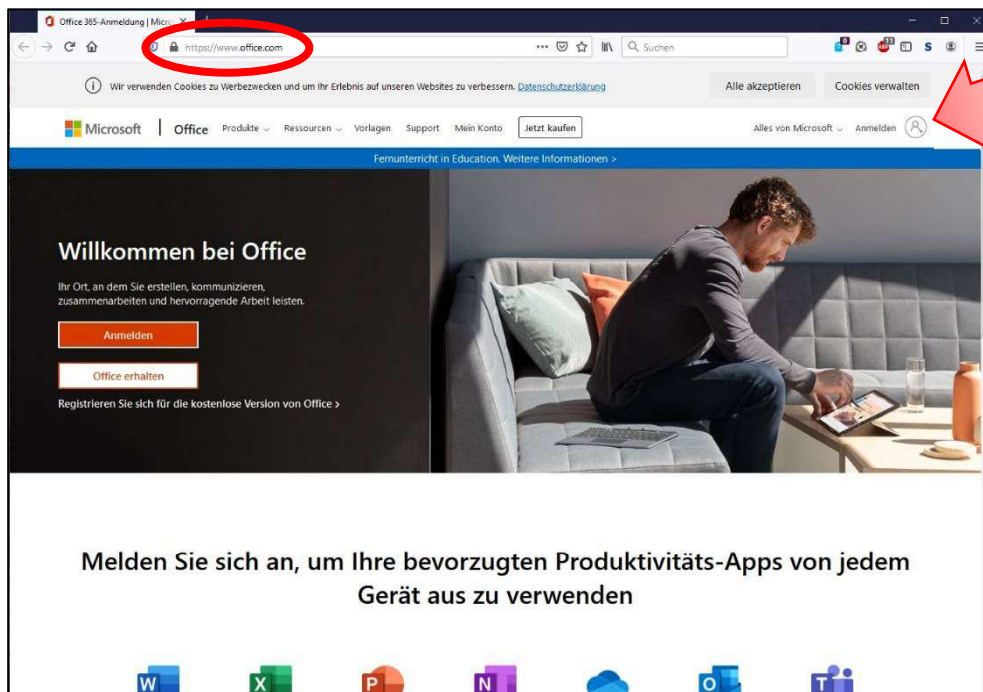 Office 365-Anmeldung | Micro
https://www.office.com
Suchen
Wir verwenden Cookies zu Werbezwecken und um Ihr Erlebnis auf unseren Websites zu verbessern. Datenschutzerklärung
Alle akzeptieren
Cookies verwalten
Microsoft | Office Produkte Ressourcen Vorlagen Support Mein Konto Jetzt kaufen Alles von Microsoft Anmelden
Fernunterricht in Education. Weitere Informationen >
Willkommen bei Office
Ihr Ort, an dem Sie erstellen, kommunizieren,
zusammenarbeiten und hervorragende Arbeit leisten.
Anmelden
Office erhalten
Registrieren Sie sich für die kostenlose Version von Office >
Melden Sie sich an, um Ihre bevorzugten Produktivitäts-Apps von jedem
Gerät aus zu verwenden
W X P N O T